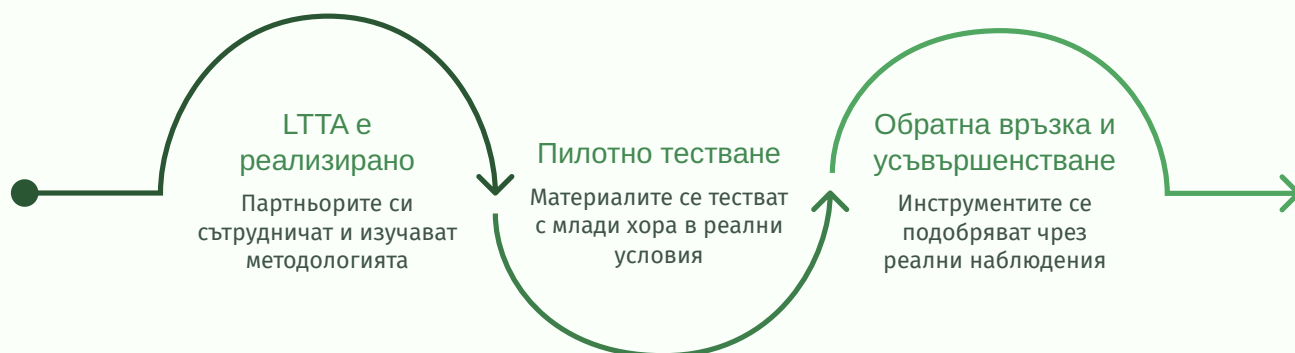 LTTA е
реализирано
Партньорите си
сътрудничат и изучават
методологията
Пилотно тестване
Материалите се тестват
с млади хора в реални
условия
Обратна връзка и
усъвършенстване
Инструментите се
подобряват чрез
реални наблюдения